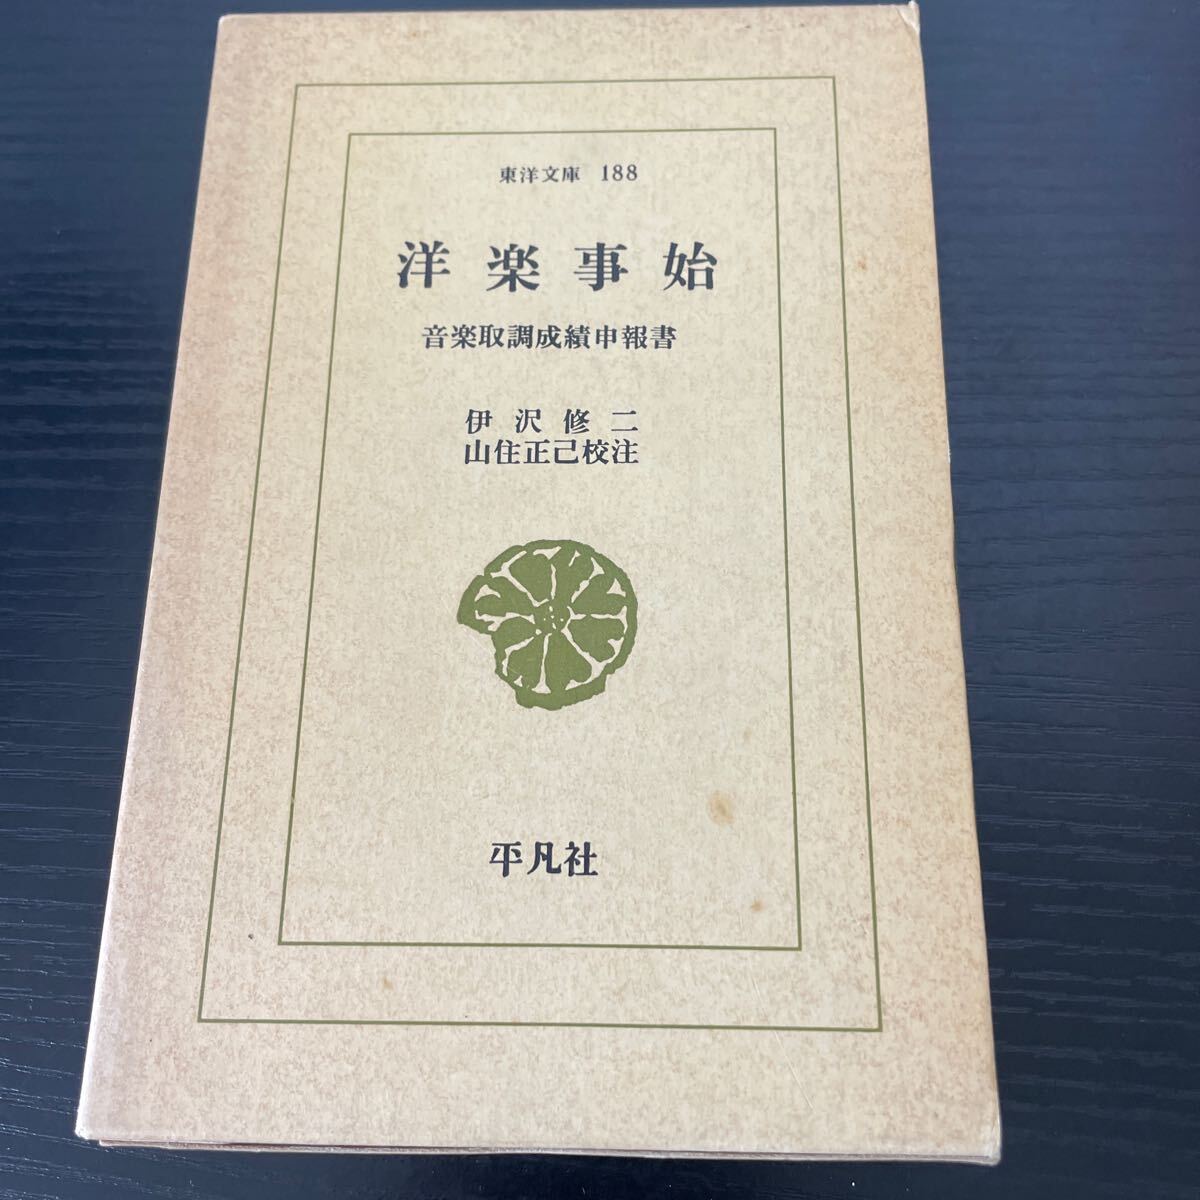 東洋文庫 188
洋楽事始
音楽取調成績申報書
伊沢修二
山住正己校注
平凡社